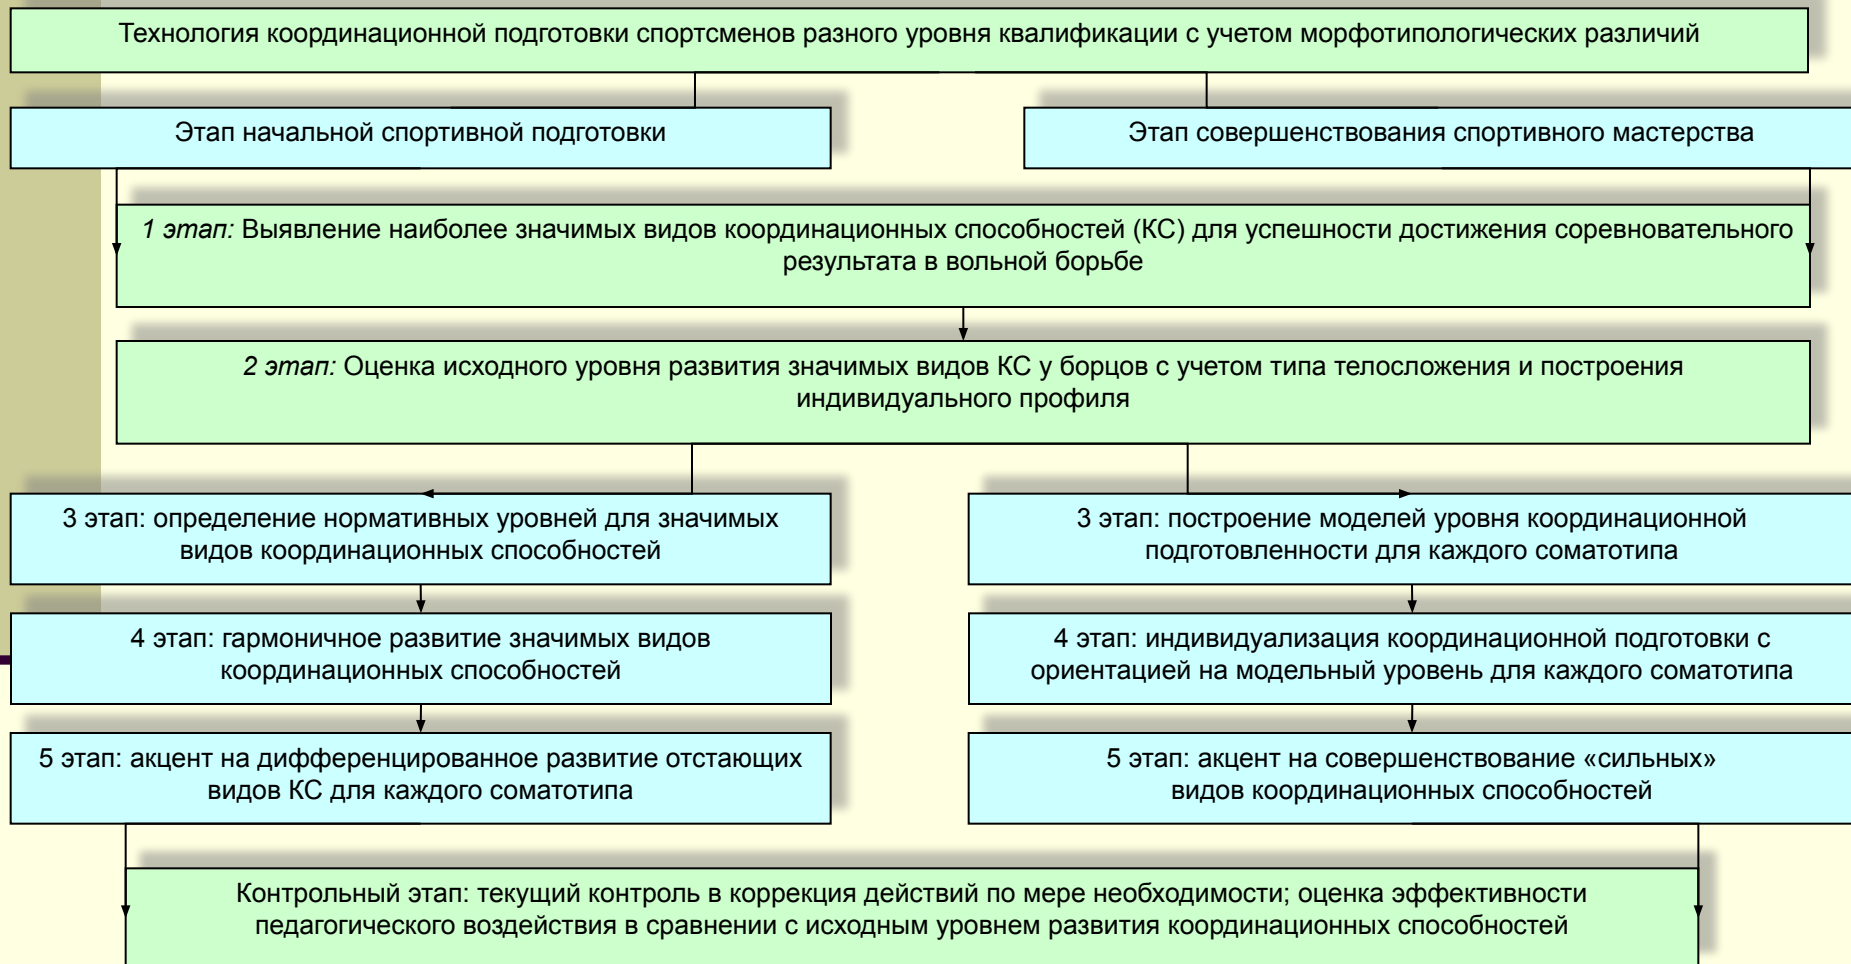 Технология координационной подготовки спортсменов разного уровня квалификации с учетом морфотипологических различий
Этап начальной спортивной подготовки
Этап совершенствования спортивного мастерства
1 этап: Выявление наиболее значимых видов координационных способностей (КС) для успешности достижения соревновательного
результата в вольной борьбе
2 этап: Оценка исходного уровня развития значимых видов КС у борцов с учетом типа телосложения и построения
индивидуального профиля
3 этап: определение нормативных уровней для значимых
видов координационных способностей
3 этап: построение моделей уровня координационной
подготовленности для каждого соматотипа
4 этап: гармоничное развитие значимых видов
координационных способностей
4 этап: индивидуализация координационной подготовки с
ориентацией на модельный уровень для каждого соматотипа
5 этап: акцент на дифференцированное развитие отстающих
видов КС для каждого соматотипа
5 этап: акцент на совершенствование «сильных»
видов координационных способностей
Контрольный этап: текущий контроль в коррекция действий по мере необходимости; оценка эффективности
педагогического воздействия в сравнении с исходным уровнем развития координационных способностей